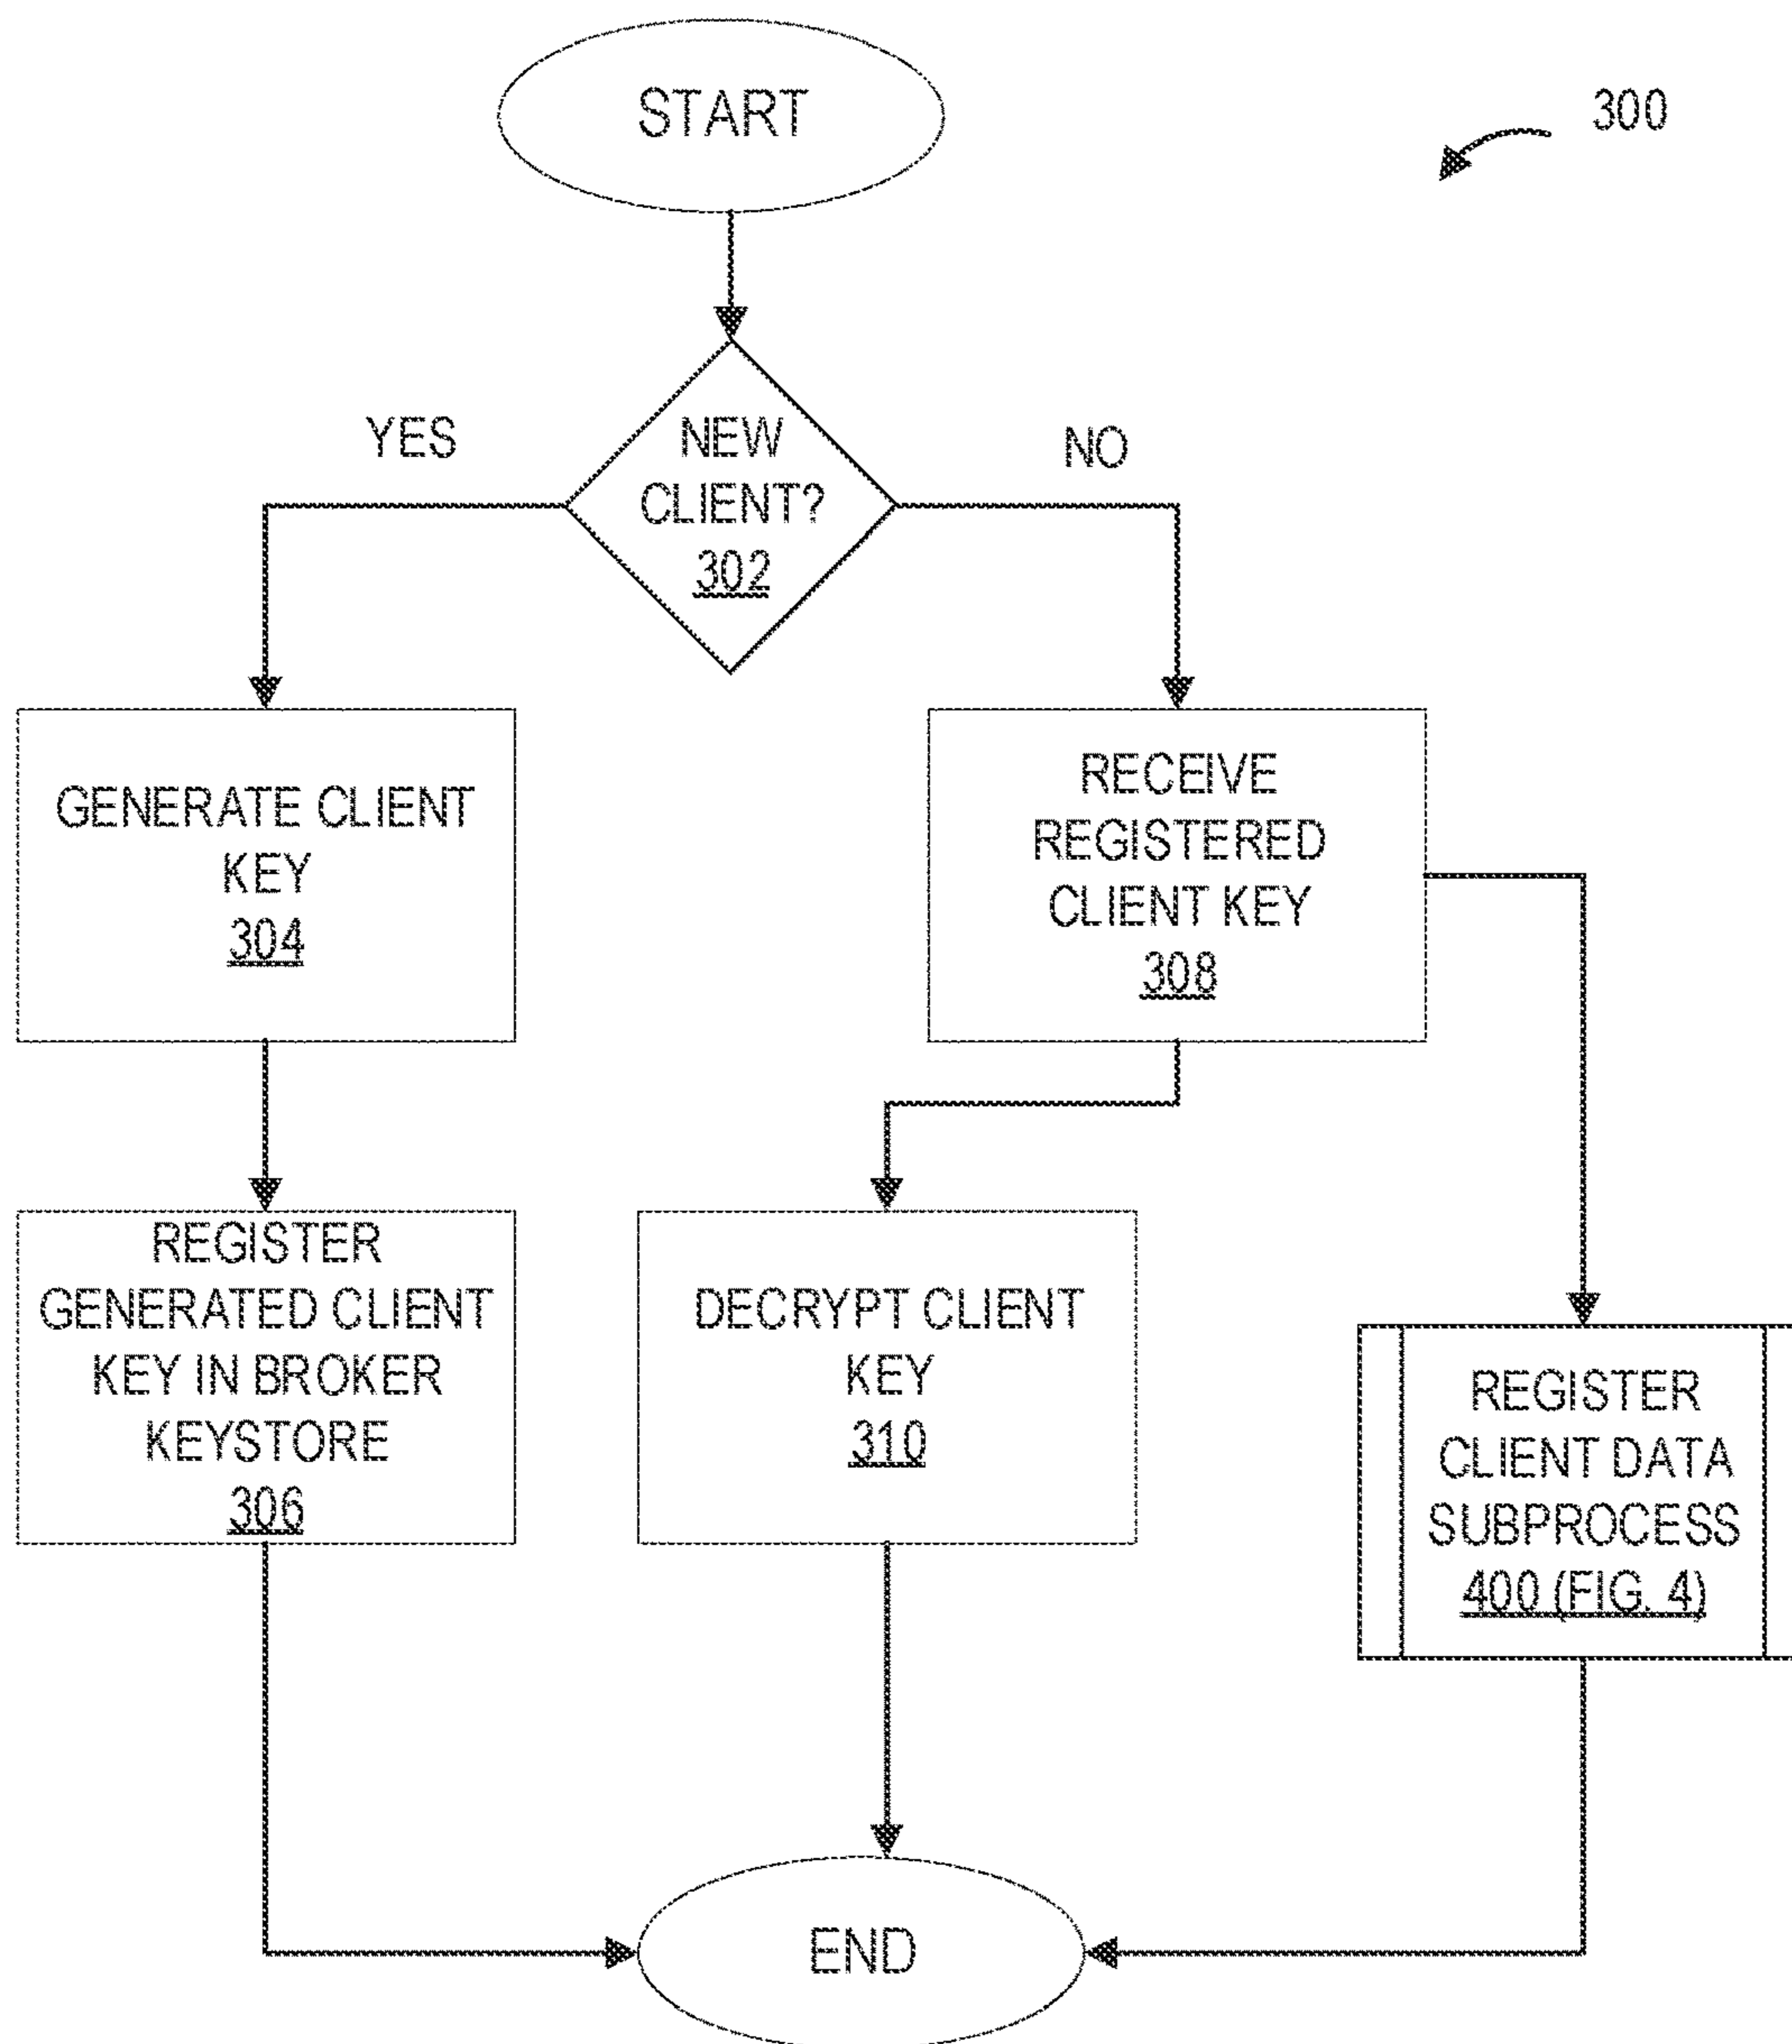 START
300
YES
NEW
CLIENT?
302
NO
GENERATE CLIENT
KEY
304
RECEIVE
REGISTERED
CLIENT KEY
308
REGISTER
GENERATED CLIENT
KEY IN BROKER
KEYSTORE
306
DECRYPT CLIENT
KEY
310
REGISTER
CLIENT DATA
SUBPROCESS
400 (FIG. 4)
END